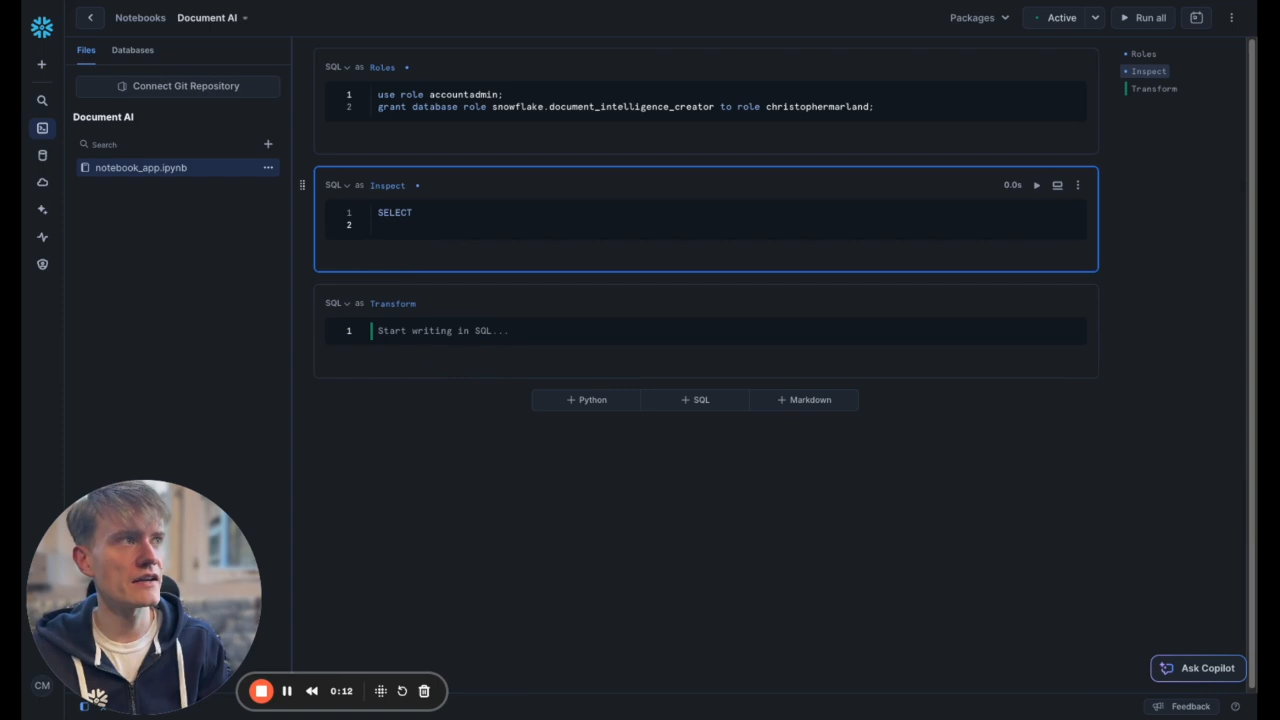 Notebooks Document AI
Packages Active Run all
Files Databases
Connect Git Repository
Document AI
Search
notebook_app.ipynb
SQL as Roles
1 use role accountadmin;
2 grant database role snowflake.document_intelligence_creator to role christophermarland;
SQL as Inspect 0.0s
1 SELECT
2
SQL as Transform
1 Start writing in SQL...
+ Python + SQL + Markdown
Roles
Inspect
Transform
CM
0:12
Ask Copilot
Feedback